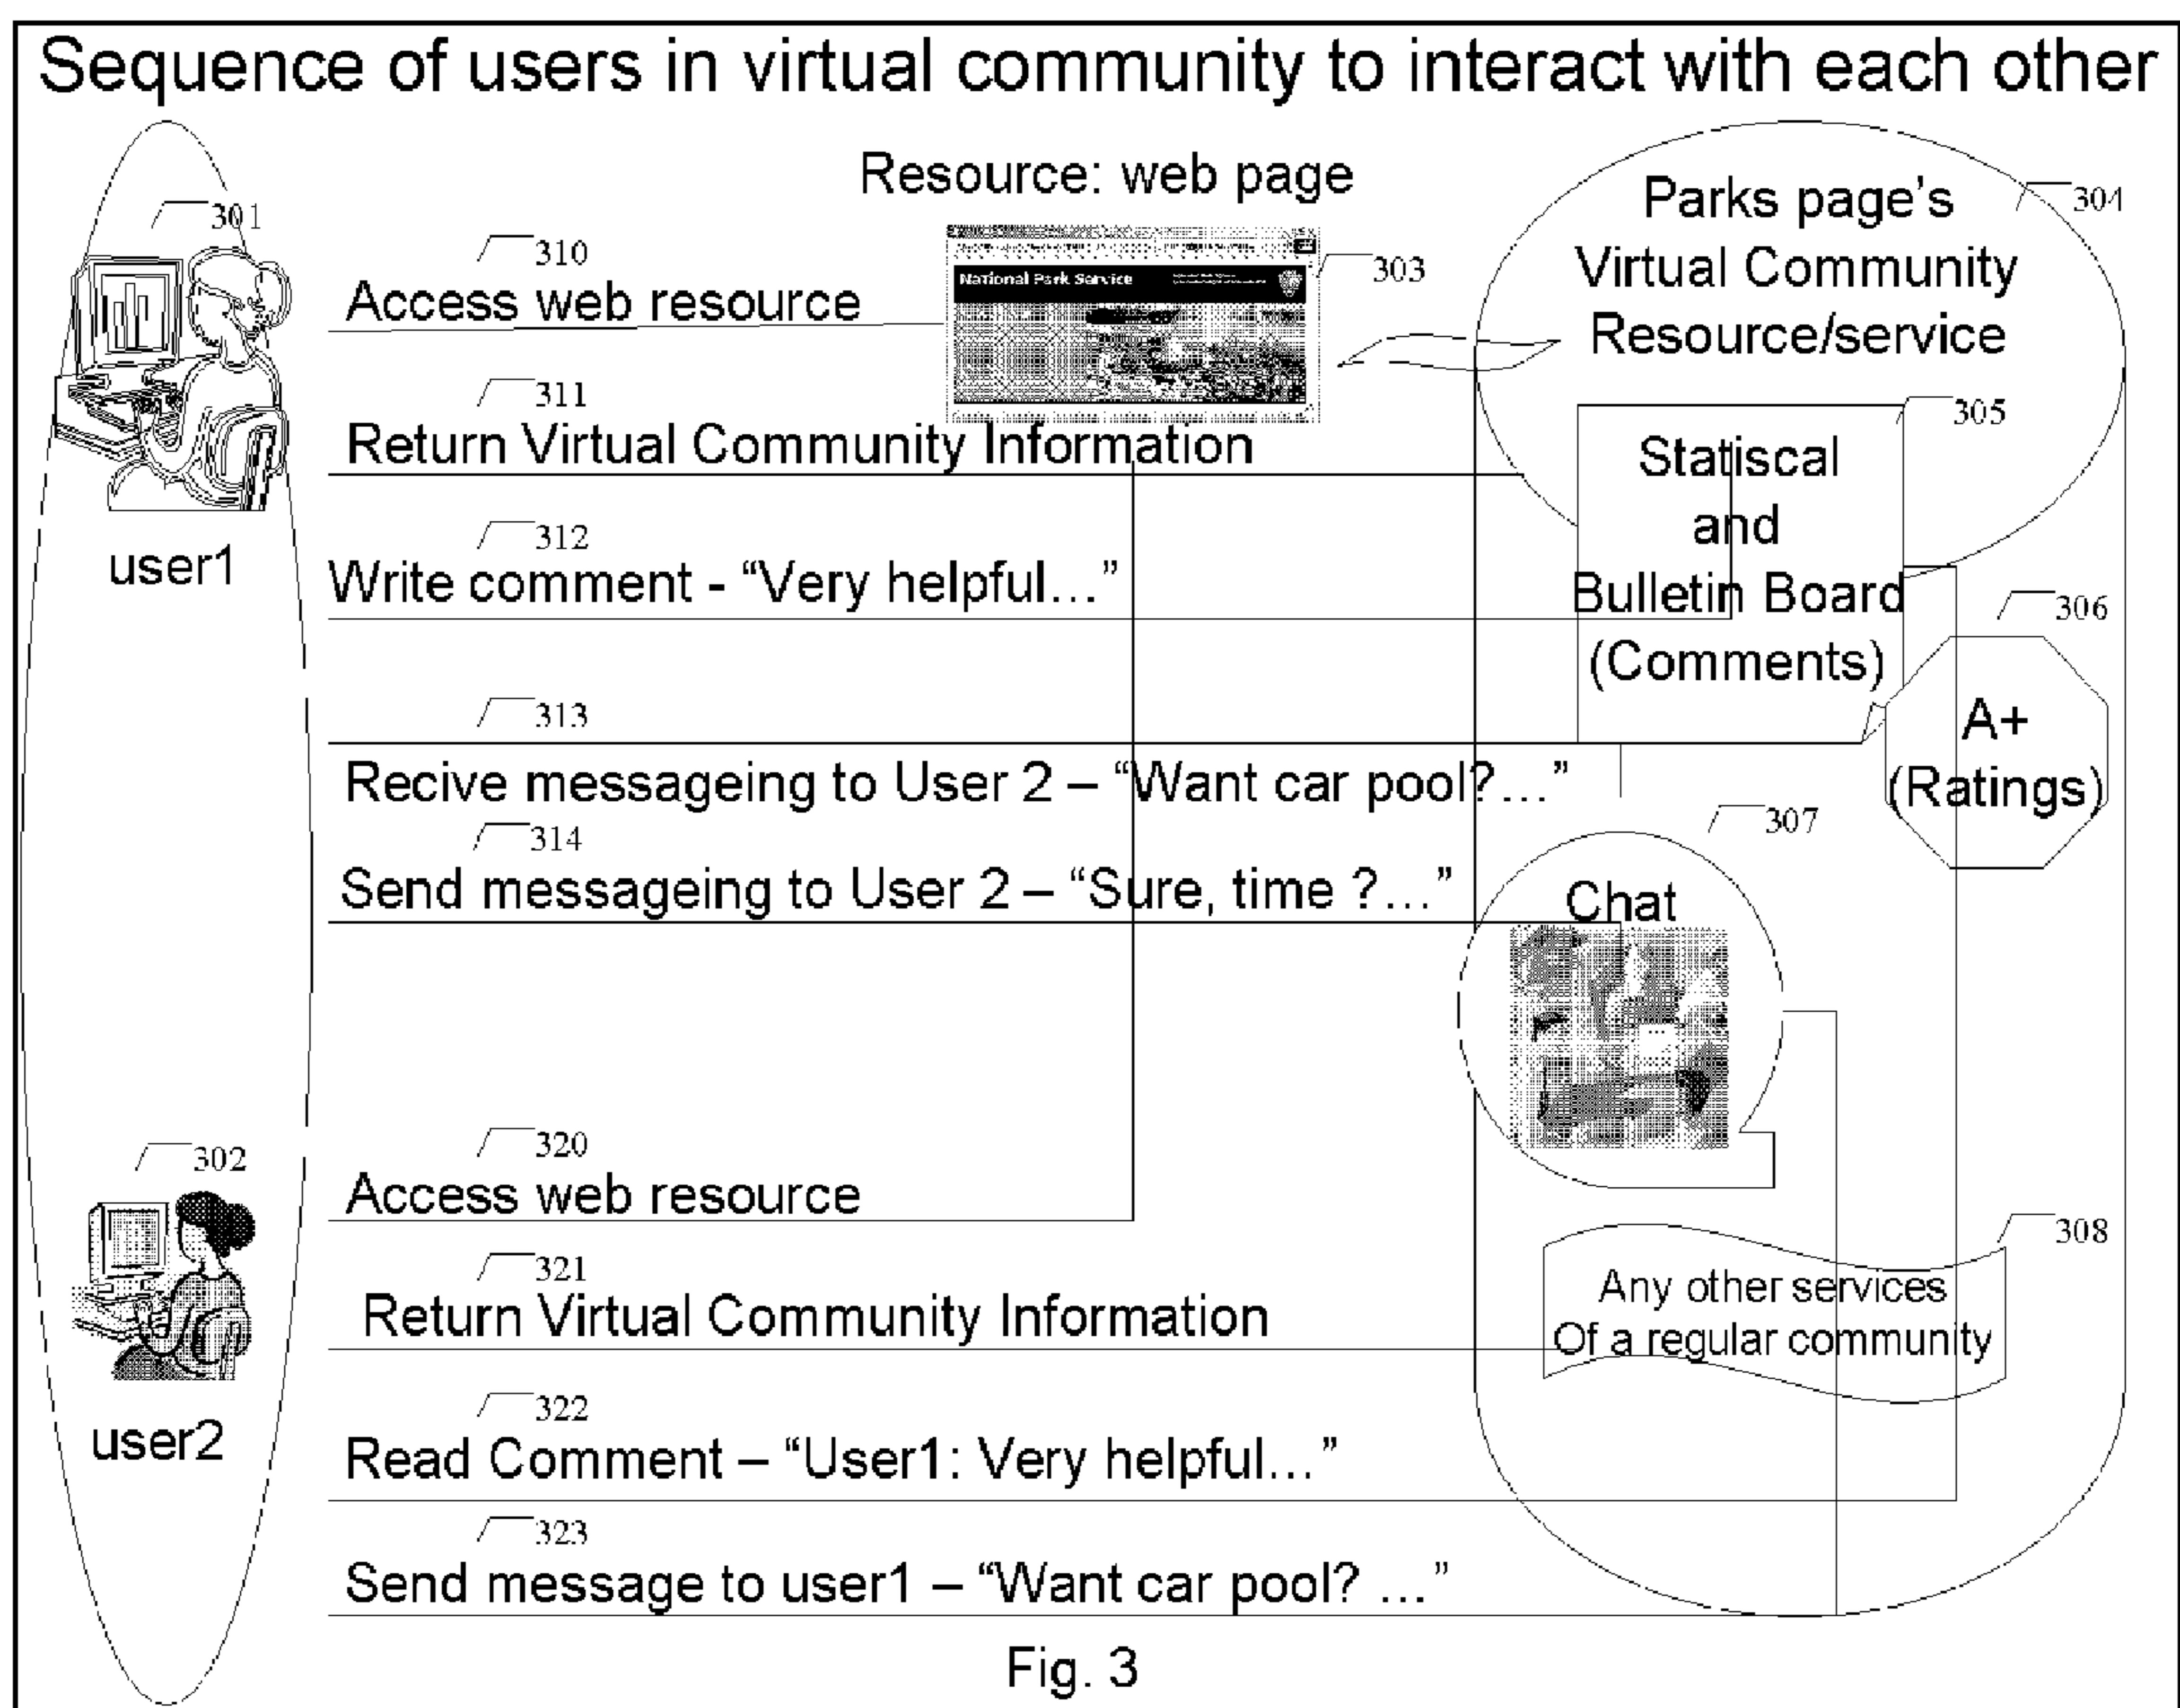 Sequence of users in virtual community to interact with each other
Resource: web page
301
310
Access web resource
National Park Service
303
Parks page's
Virtual Community
Resource/service
304
311
Return Virtual Community Information
305
Statiscal
and
Bulletin Board
(Comments)
user1
312
Write comment - “Very helpful...”
306
A+
(Ratings)
313
Recive messageing to User 2 – “Want car pool?...”
314
Send messageing to User 2 – “Sure, time ?...”
307
Chat
302
320
Access web resource
321
Return Virtual Community Information
308
Any other services
Of a regular community
user2
322
Read Comment – “User1: Very helpful...”
323
Send message to user1 – “Want car pool? ...”
Fig. 3